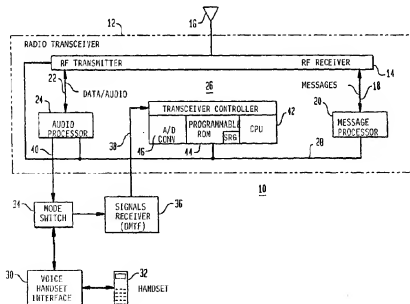 12
16
RADIO TRANSCEIVER
RF TRANSMITTER
RF RECEIVER
14
22
DATA/AUDIO
26
MESSAGES
18
24
TRANSCEIVER CONTROLLER
42
20
AUDIO
PROCESSOR
A/D
CONV
PROGRAMMABLE
ROM
SRG
CPU
MESSAGE
PROCESSOR
38
46
44
28
40
10
34
MODE
SWITCH
SIGNALS
RECEIVER
(DMTF)
36
30
VOICE
HANDSET
INTERFACE
32
HANDSET